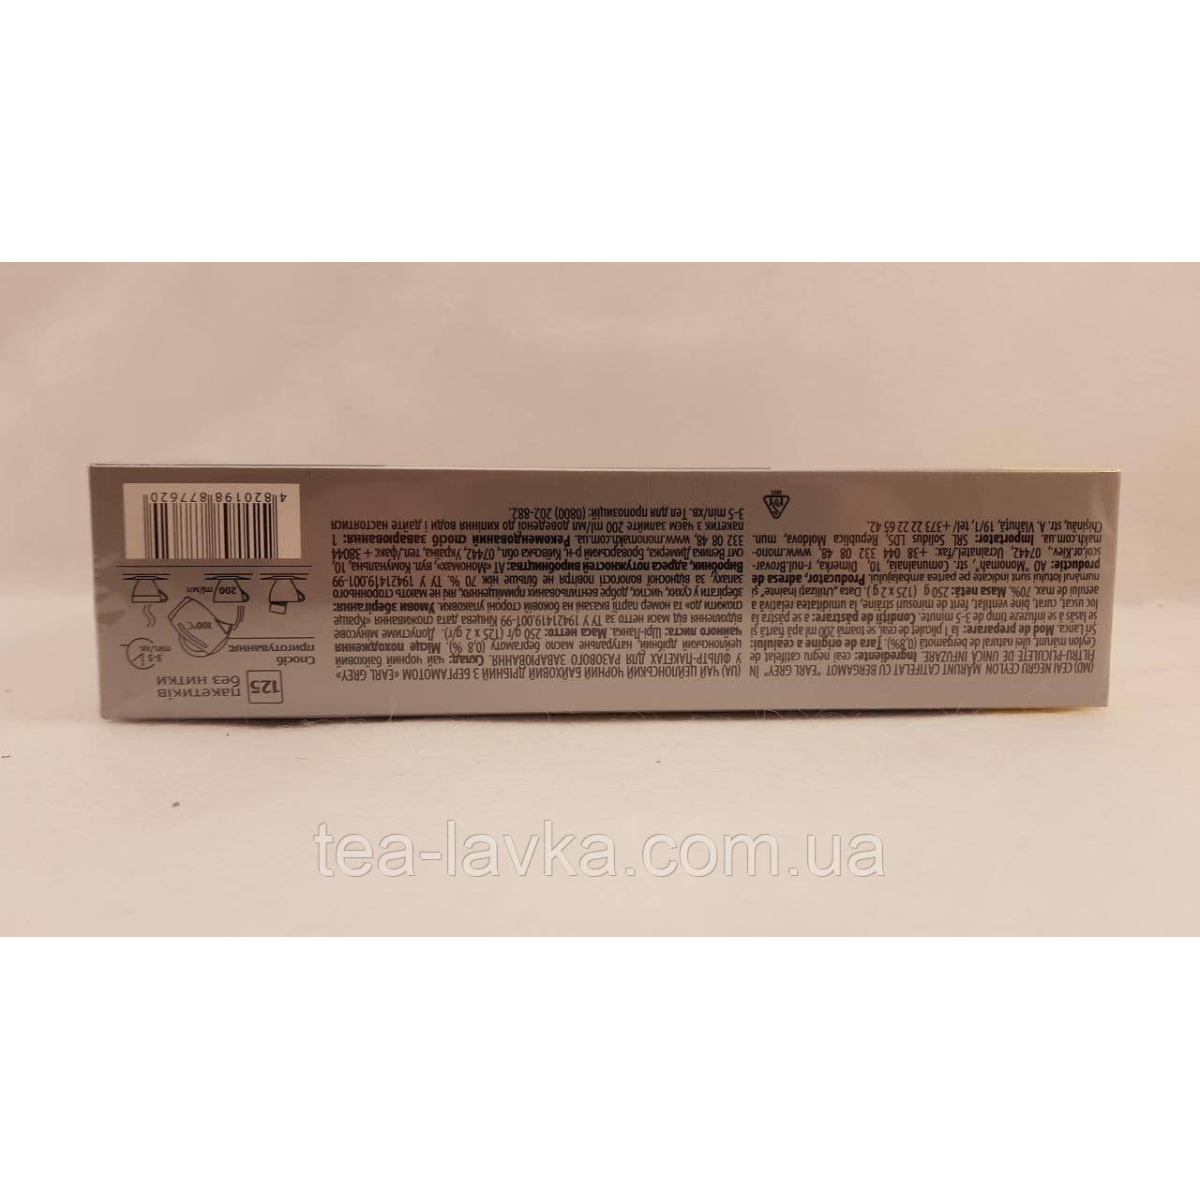 125 пакетиків
без нитки
Спосіб
приготування:
3-5
min/хв.
100°C
200
ml/мл
4 820198 877620
(UA) ЧАЙ ЦЕЙЛОНСЬКИЙ ЧОРНИЙ БАЙХОВИЙ ДРІБНИЙ З БЕРГАМОТОМ «EARL GREY»
У ФІЛЬТР-ПАКЕТАХ ДЛЯ РАЗОВОГО ЗАВАРЮВАННЯ. Склад: чай чорний байховий
цейлонський дрібний, натуральне масло бергамоту (0,8 %). Місце походження
чайного листа: Шрі-Ланка. Маса нетто: 250 g/г (125 x 2 g/г). Допустиме мінусове
відхилення від маси нетто за ТУ У 19421419.001-99 Кінцева дата споживання «Краще
спожити до» та номер партії вказані на боковій стороні упаковки. Умови зберігання:
зберігати у сухих, чистих, добре вентильованих приміщеннях, які не мають стороннього
запаху, за відносної вологості повітря не більше ніж 70 %. ТУ У 19421419.001-99
Виробник, адреса потужностей виробництва: АТ «Мономах», вул. Комунальна, 10,
смт Велика Димерка, Броварський р-н, Київська обл., 07442, Україна, тел./факс + 38044
332 08 48, www.monomakh.com.ua. Рекомендований спосіб заварювання: 1
пакетик з чаєм залийте 200 ml/мл доведеної до кипіння води і дайте настоятися
3-5 min/хв. Тел для пропозицій: (0800) 202-882.
(MD) CEAI NEGRU CEYLON MĂRUNT CATIFELAT CU BERGAMOT "EARL GREY" ÎN
FILTRU-PLICULEȚE DE UNICĂ INFUZARE. Ingrediente: ceai negru catifelat de
Ceylon mărunt, ulei natural de bergamotă (0,8%). Țara de origine a ceaiului:
Sri Lanca. Mod de preparare: la 1 pliculeț de ceai, se toarnă 200 ml apă fiartă și
se lasă a se infuzize timp de 3-5 minute. Condiții de păstrare: a se păstra la
loc uscat, curat, bine ventilat, ferit de mirosuri străine, la umiditatea relativă a
aerului de max. 70%. Masa netă: 250 g (125 x 2 g). Data „Utilizați înainte" și
numărul lotului sunt indicate pe partea ambalajului. Producător, adresa de
producție: AO "Monomah", str. Comunainia, 10, Dimerka, r-nul.Brovar-
scoi,or.Kiev., 07442, Ucraina tel/fax: +38 044 332 08 48, www.mono-
makh.com.ua. Importator: SRL Sollius LDS, Republica Moldova, mun.
Chișinău, str. A. Vlahuță, 19/1, tel/ +373 22 22 65 42.
tea-lavka.com.ua